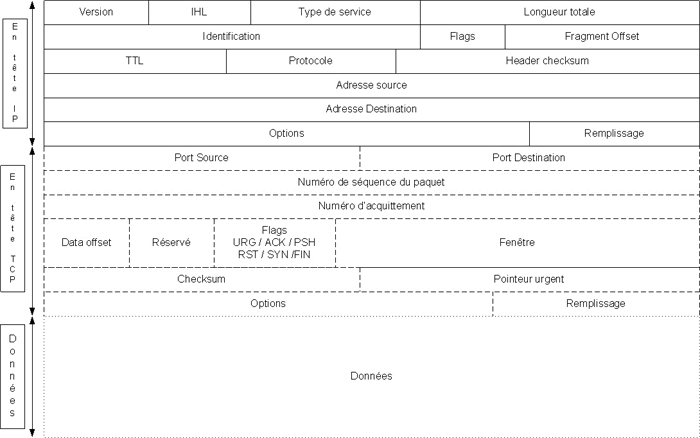 En tête IP
Version IHL Type de service Longueur totale
Identification Flags Fragment Offset
TTL Protocole Header checksum
Adresse source
Adresse Destination
Options Remplissage
En tête TCP
Port Source Port Destination
Numéro de séquence du paquet
Numéro d'acquittement
Data offset Réservé Flags URG / ACK / PSH RST / SYN /FIN Fenêtre
Checksum Pointeur urgent
Options Remplissage
Données
Données